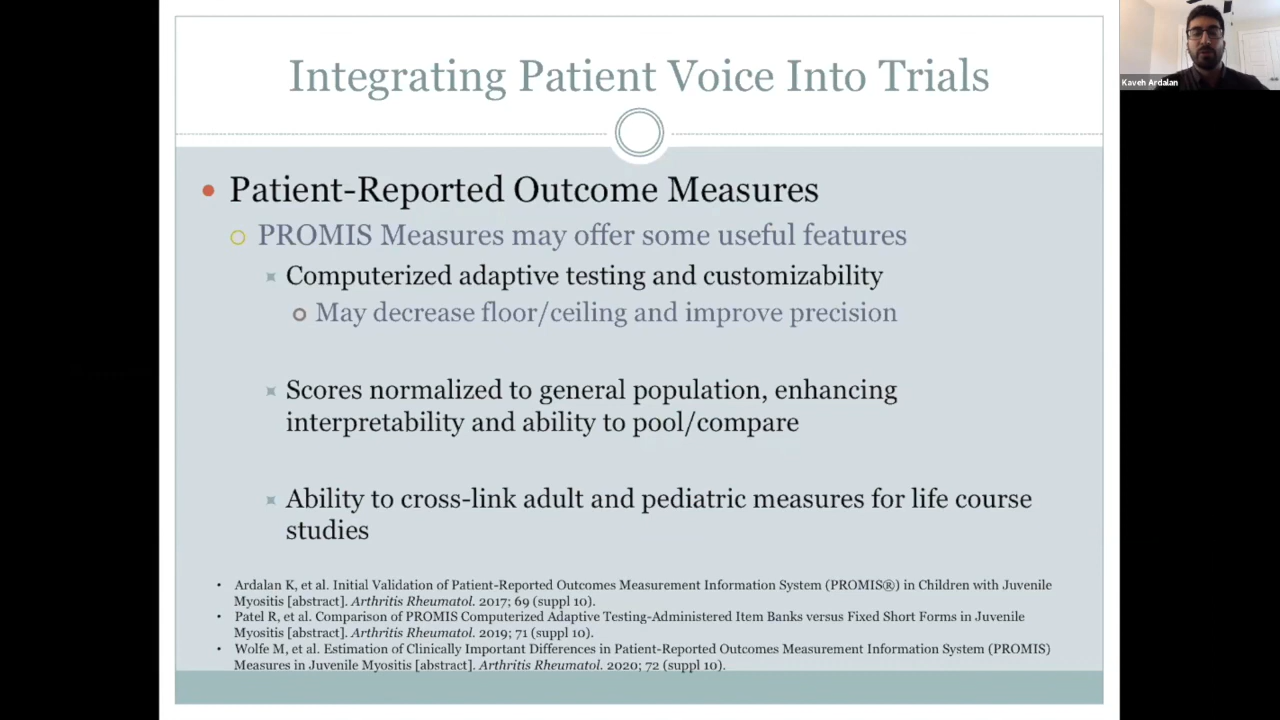 Integrating Patient Voice Into Trials
Kaveh Ardalan
Patient-Reported Outcome Measures
PROMIS Measures may offer some useful features
Computerized adaptive testing and customizability
May decrease floor/ceiling and improve precision
Scores normalized to general population, enhancing
interpretability and ability to pool/compare
Ability to cross-link adult and pediatric measures for life course
studies
• Ardalan K, et al. Initial Validation of Patient-Reported Outcomes Measurement Information System (PROMIS®) in Children with Juvenile
Myositis [abstract]. Arthritis Rheumatol. 2017; 69 (suppl 10).
• Patel R, et al. Comparison of PROMIS Computerized Adaptive Testing-Administered Item Banks versus Fixed Short Forms in Juvenile
Myositis [abstract]. Arthritis Rheumatol. 2019; 71 (suppl 10).
• Wolfe M, et al. Estimation of Clinically Important Differences in Patient-Reported Outcomes Measurement Information System (PROMIS)
Measures in Juvenile Myositis [abstract]. Arthritis Rheumatol. 2020; 72 (suppl 10).